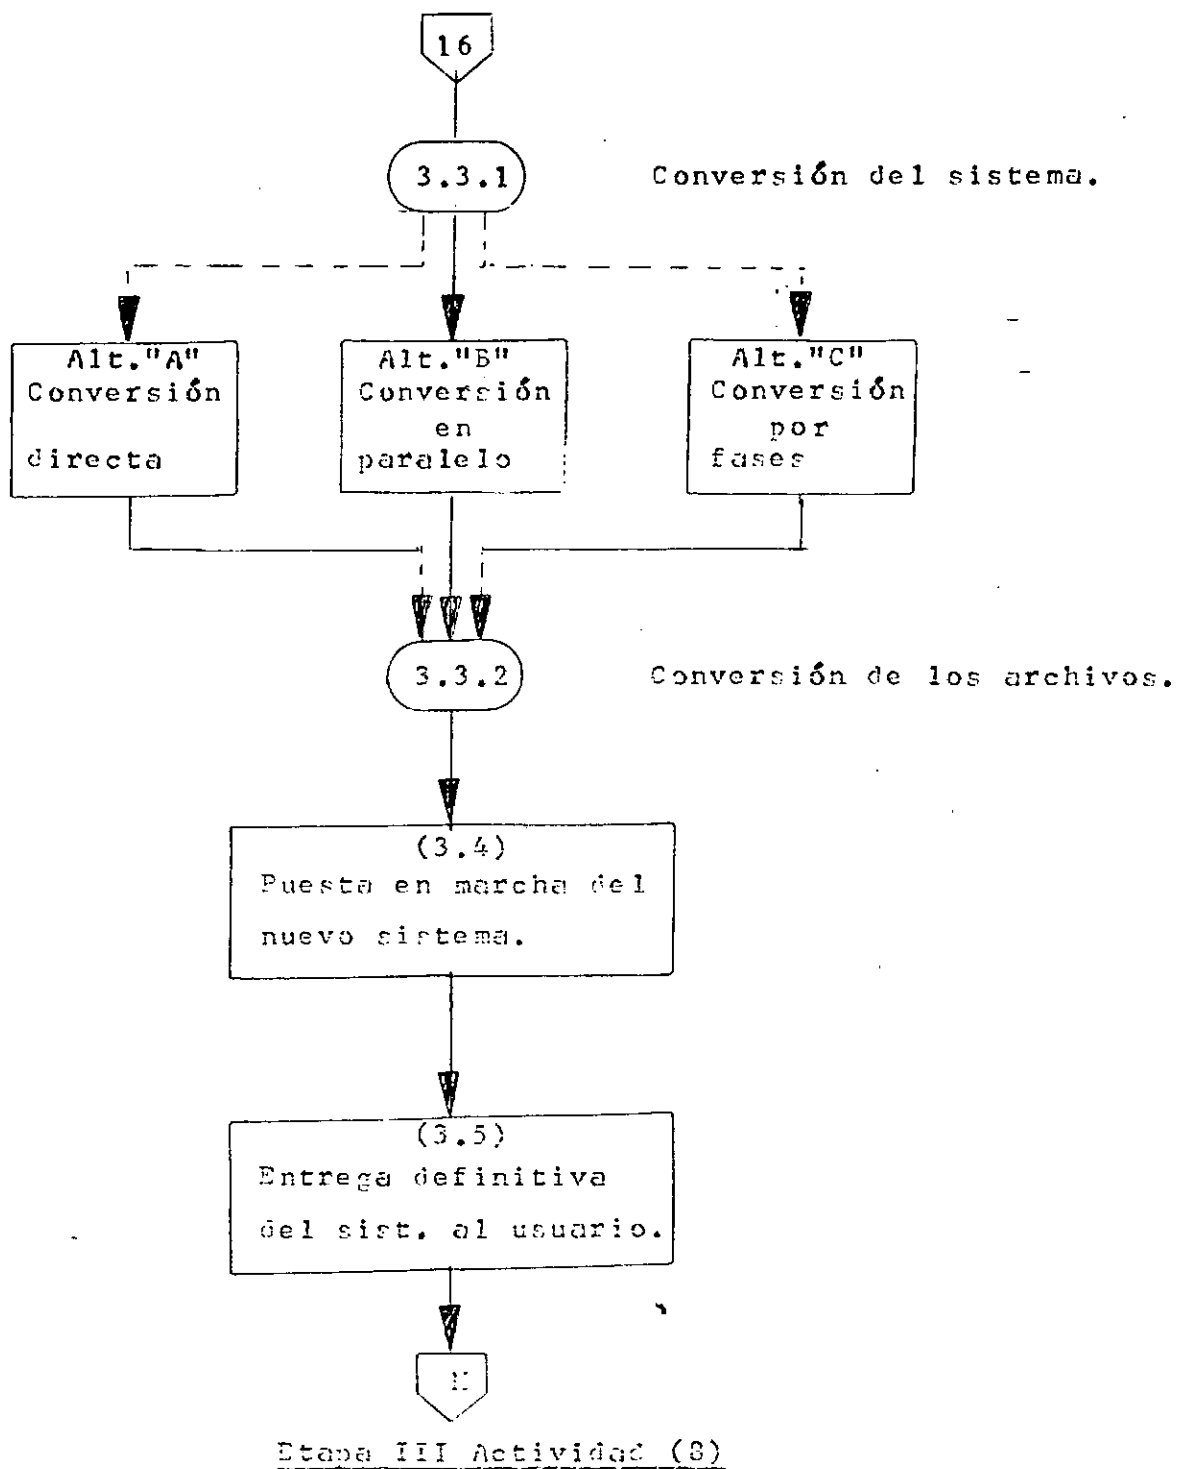 16
3.3.1 Conversión del sistema.
Alt."A"
Conversión
directa
Alt."B"
Conversión
en
paralelo
Alt."C"
Conversión
por
fases
3.3.2 Conversión de los archivos.
(3.4)
Puesta en marcha del
nuevo sistema.
(3.5)
Entrega definitiva
del sist. al usuario.
Etapa III Actividad (8)